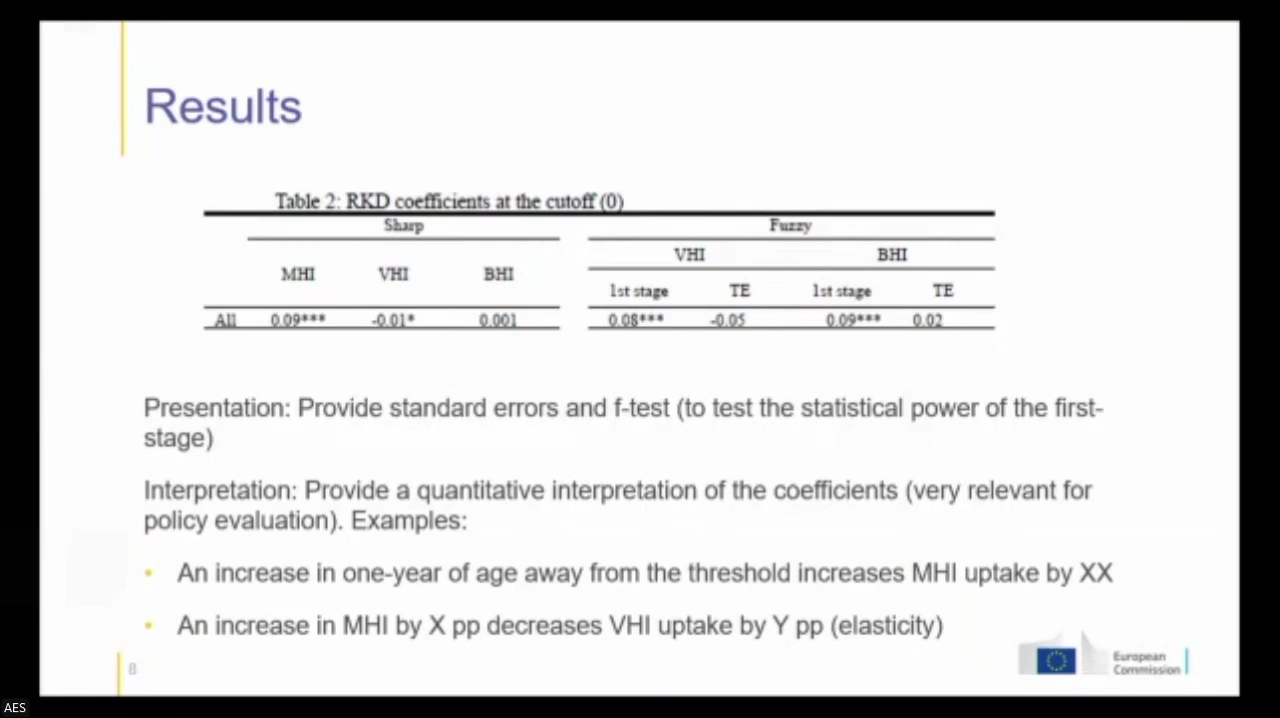 Results
Table 2: RKD coefficients at the cutoff (0)
Sharp Fuzzy
VHI BHI
MHI VHI BHI
1st stage TE 1st stage TE
All 0.09*** -0.01* 0.001 0.08*** -0.05 0.09*** 0.02
Presentation: Provide standard errors and f-test (to test the statistical power of the first-
stage)
Interpretation: Provide a quantitative interpretation of the coefficients (very relevant for
policy evaluation). Examples:
• An increase in one-year of age away from the threshold increases MHI uptake by XX
• An increase in MHI by X pp decreases VHI uptake by Y pp (elasticity)
8
European
Commission
AES